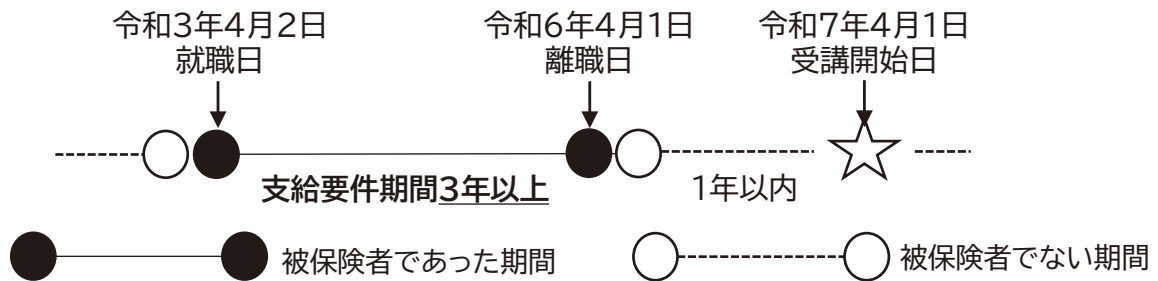 令和3年4月2日
就職日
令和6年4月1日
離職日
令和7年4月1日
受講開始日
支給要件期間3年以上
1年以内
被保険者であった期間
被保険者でない期間